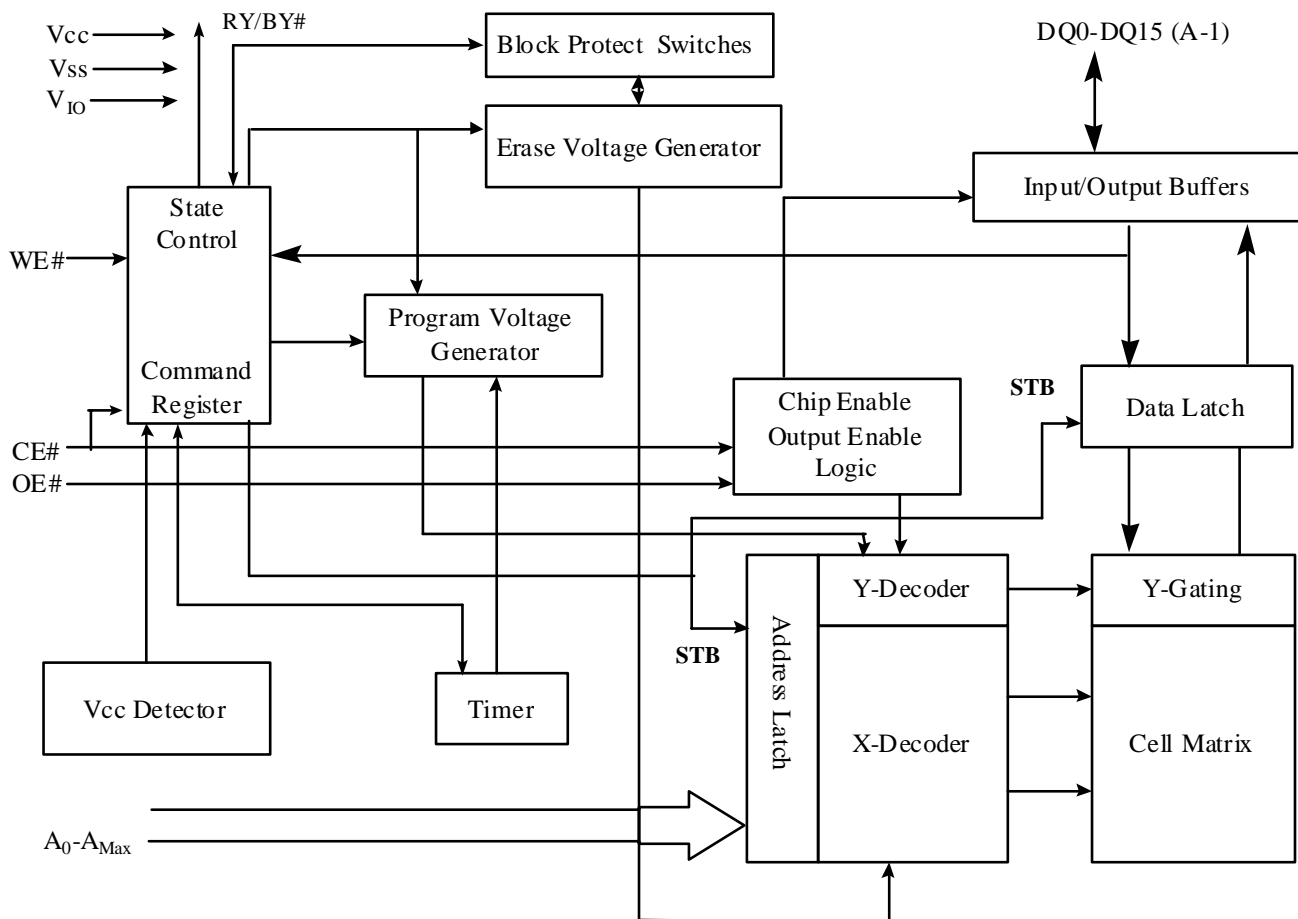 Vcc
Vss
VIO
RY/BY#
Block Protect Switches
DQ0-DQ15 (A-1)
Erase Voltage Generator
Input/Output Buffers
State
Control
WE#
Program Voltage
Generator
Command
Register
STB
Chip Enable
Output Enable
Logic
Data Latch
CE#
OE#
Y-Decoder
Y-Gating
STB
Address Latch
Vcc Detector
Timer
X-Decoder
Cell Matrix
A0-AMax